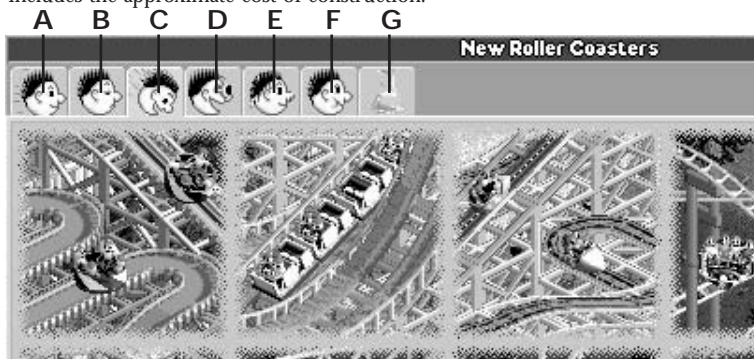 includes the approximate cost of construction.
A B C D E F G
New Roller Coasters